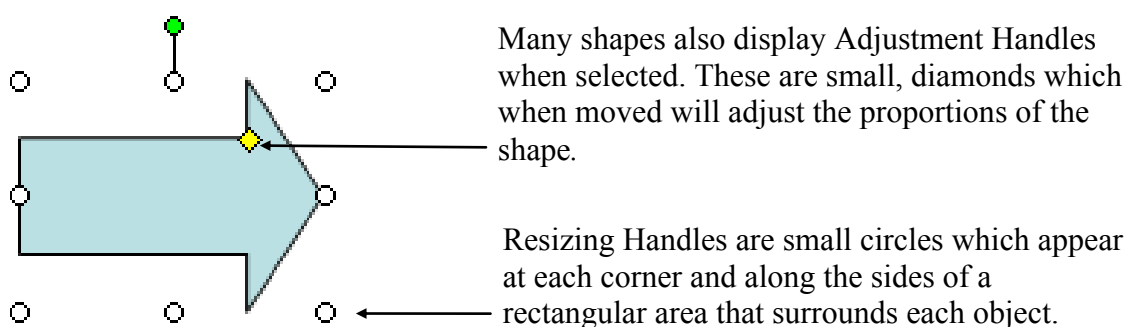 Many shapes also display Adjustment Handles
when selected. These are small, diamonds which
when moved will adjust the proportions of the
shape.
Resizing Handles are small circles which appear
at each corner and along the sides of a
rectangular area that surrounds each object.